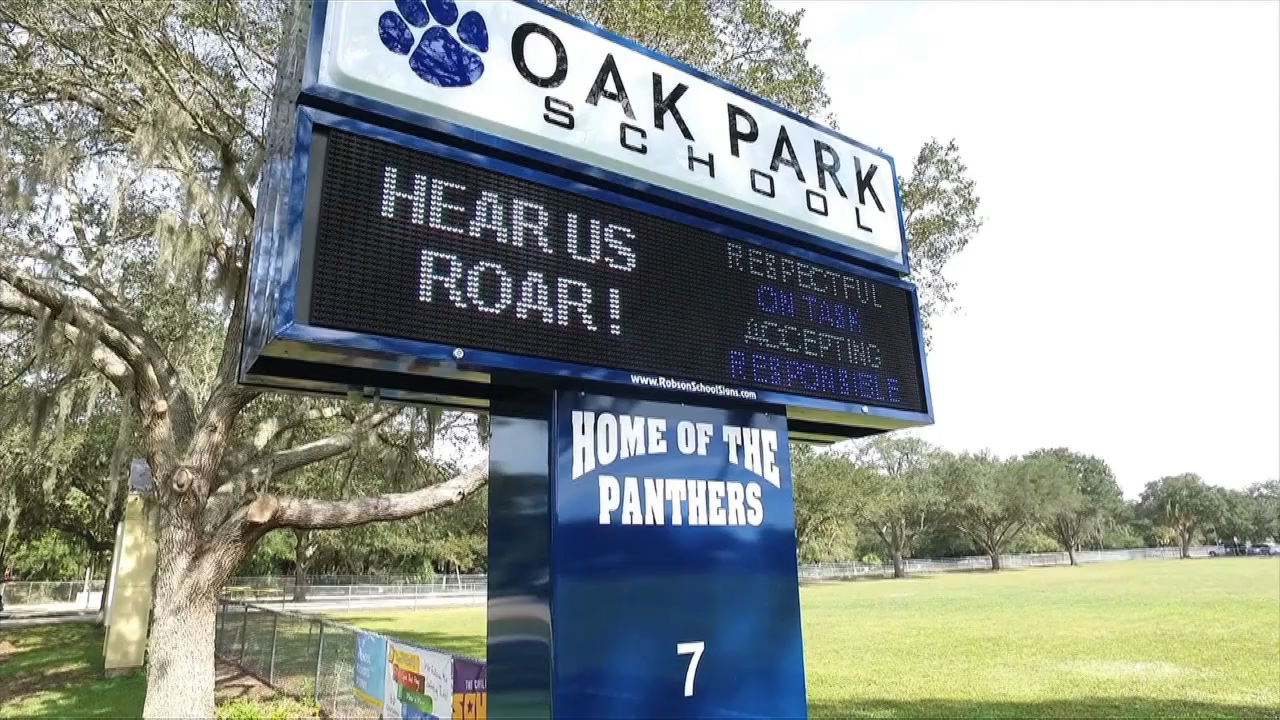 OAK PARK
SCHOOL
HEAR US
ROAR!
RESPECTFUL
ON TASK
ACCEPTING
RESPONSIBLE
www.RobsonSchoolSigns.com
HOME OF THE
PANTHERS
7